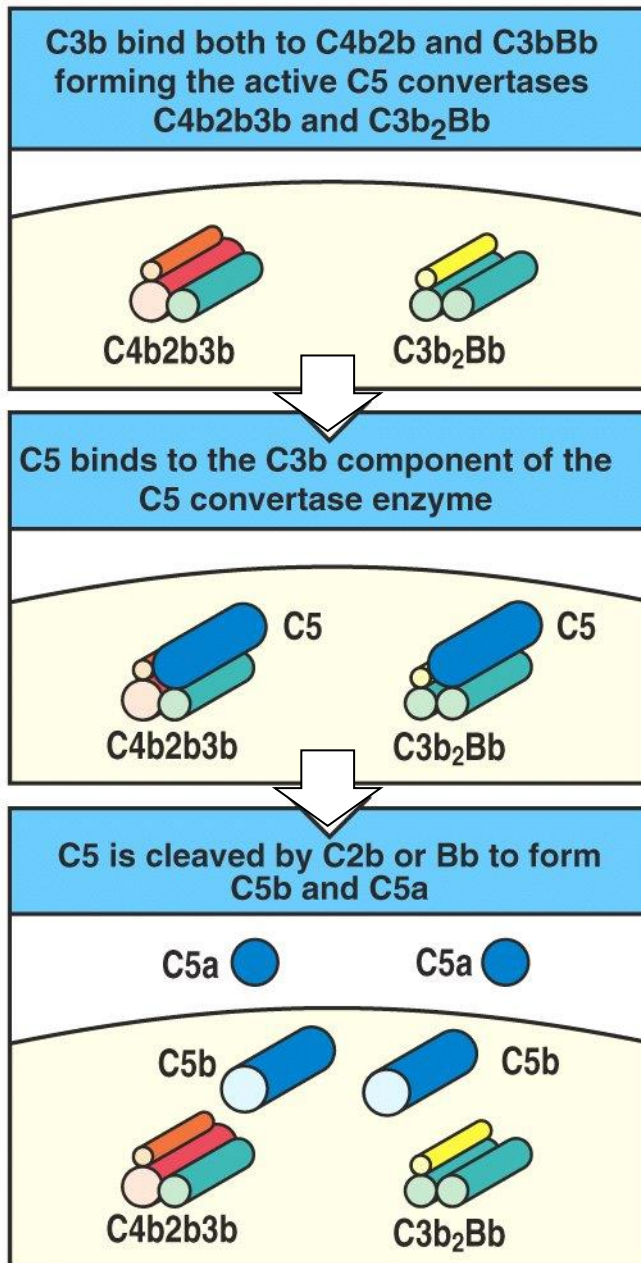 C3b bind both to C4b2b and C3bBb
forming the active C5 convertases
C4b2b3b and C3b₂Bb
C4b2b3b
C3b₂Bb
C5 binds to the C3b component of the
C5 convertase enzyme
C5
C5
C4b2b3b
C3b₂Bb
C5 is cleaved by C2b or Bb to form
C5b and C5a
C5a
C5a
C5b
C5b
C4b2b3b
C3b₂Bb